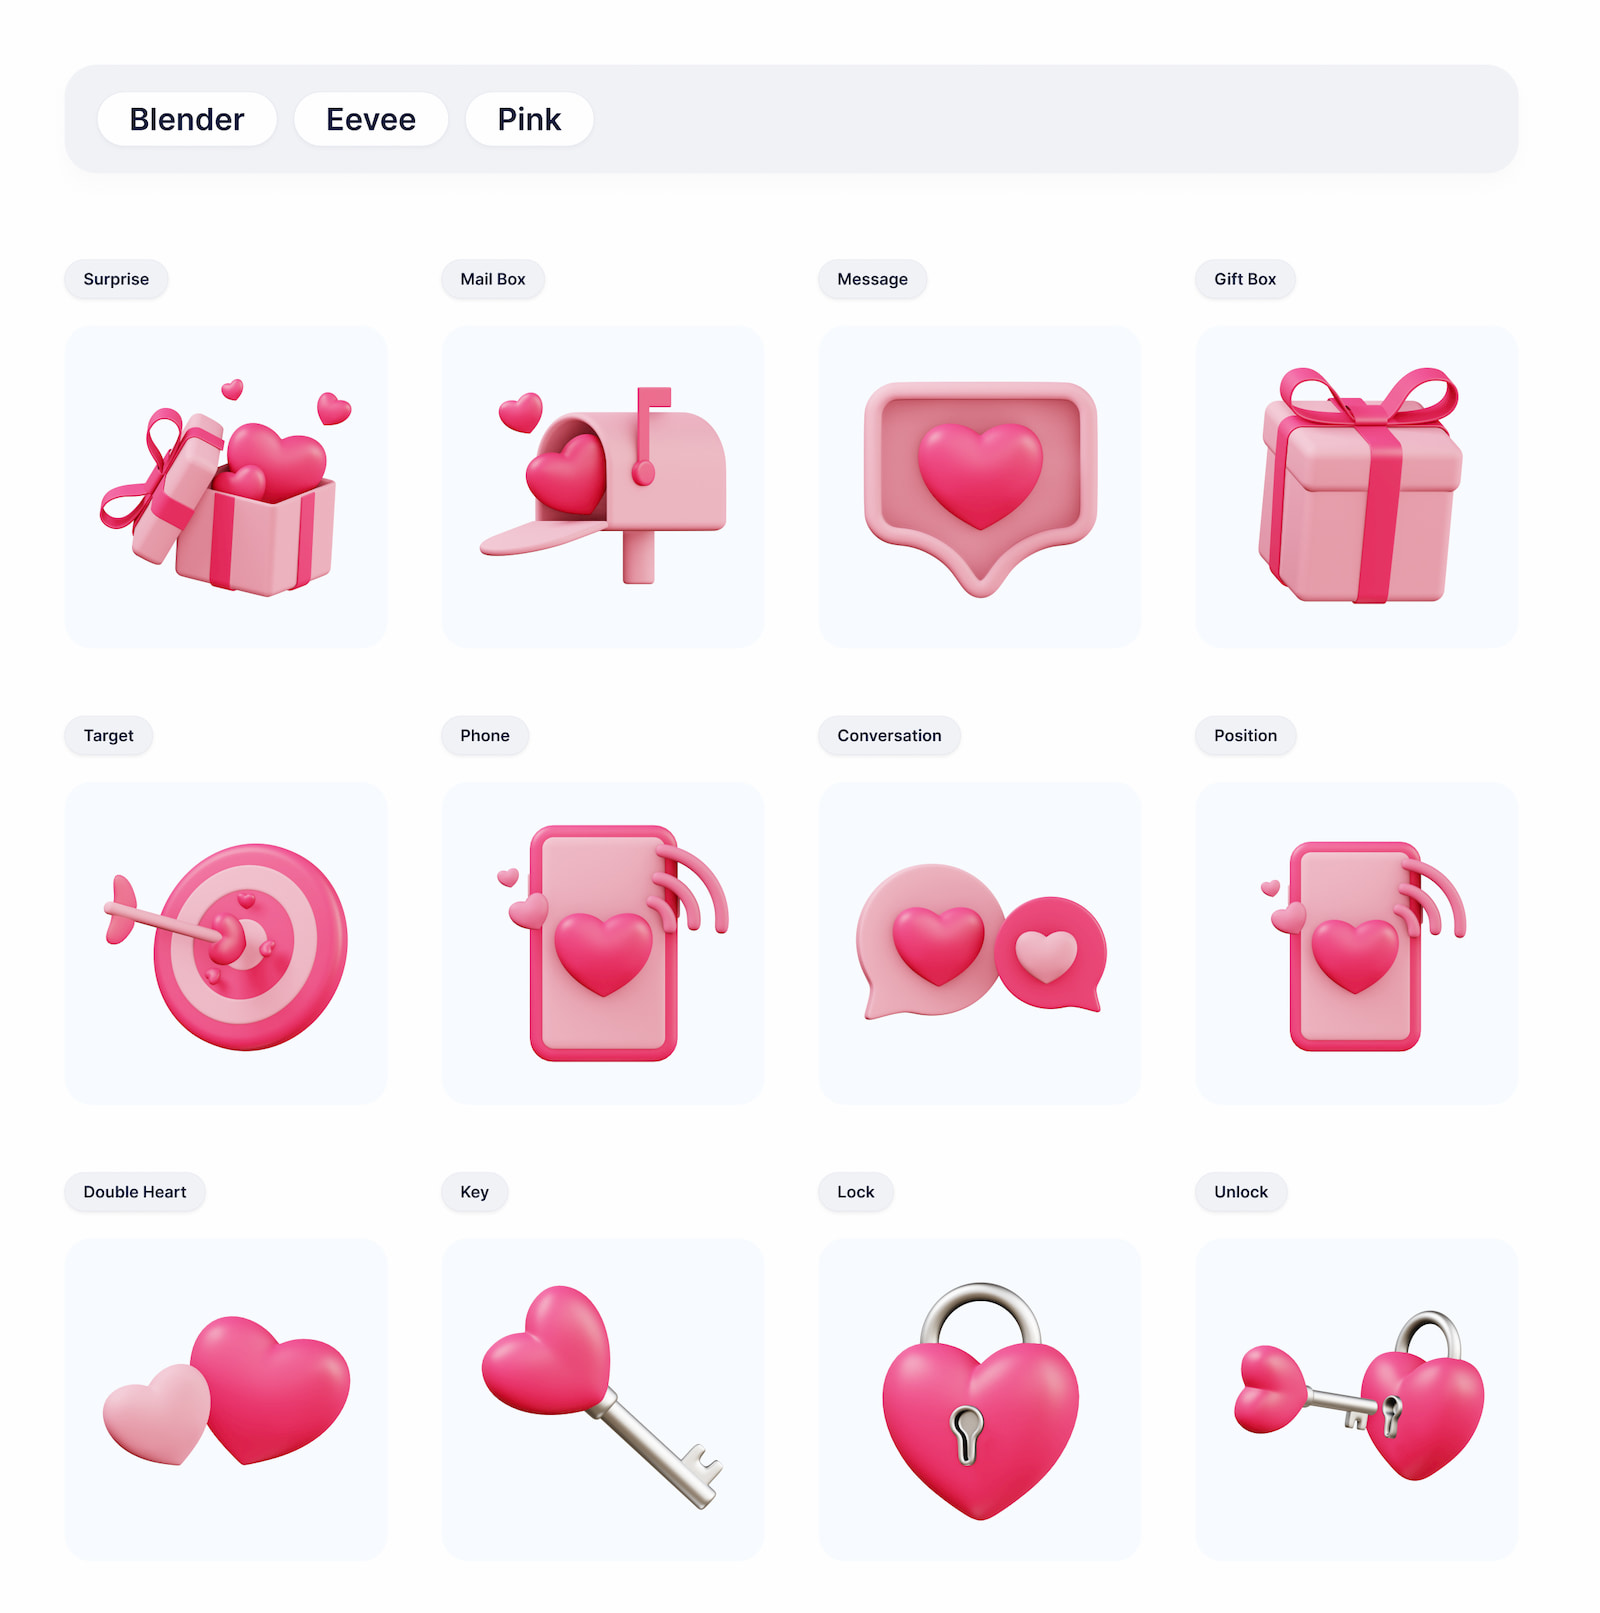 Blender Eevee Pink
Surprise Mail Box Message Gift Box
Target Phone Conversation Position
Double Heart Key Lock Unlock